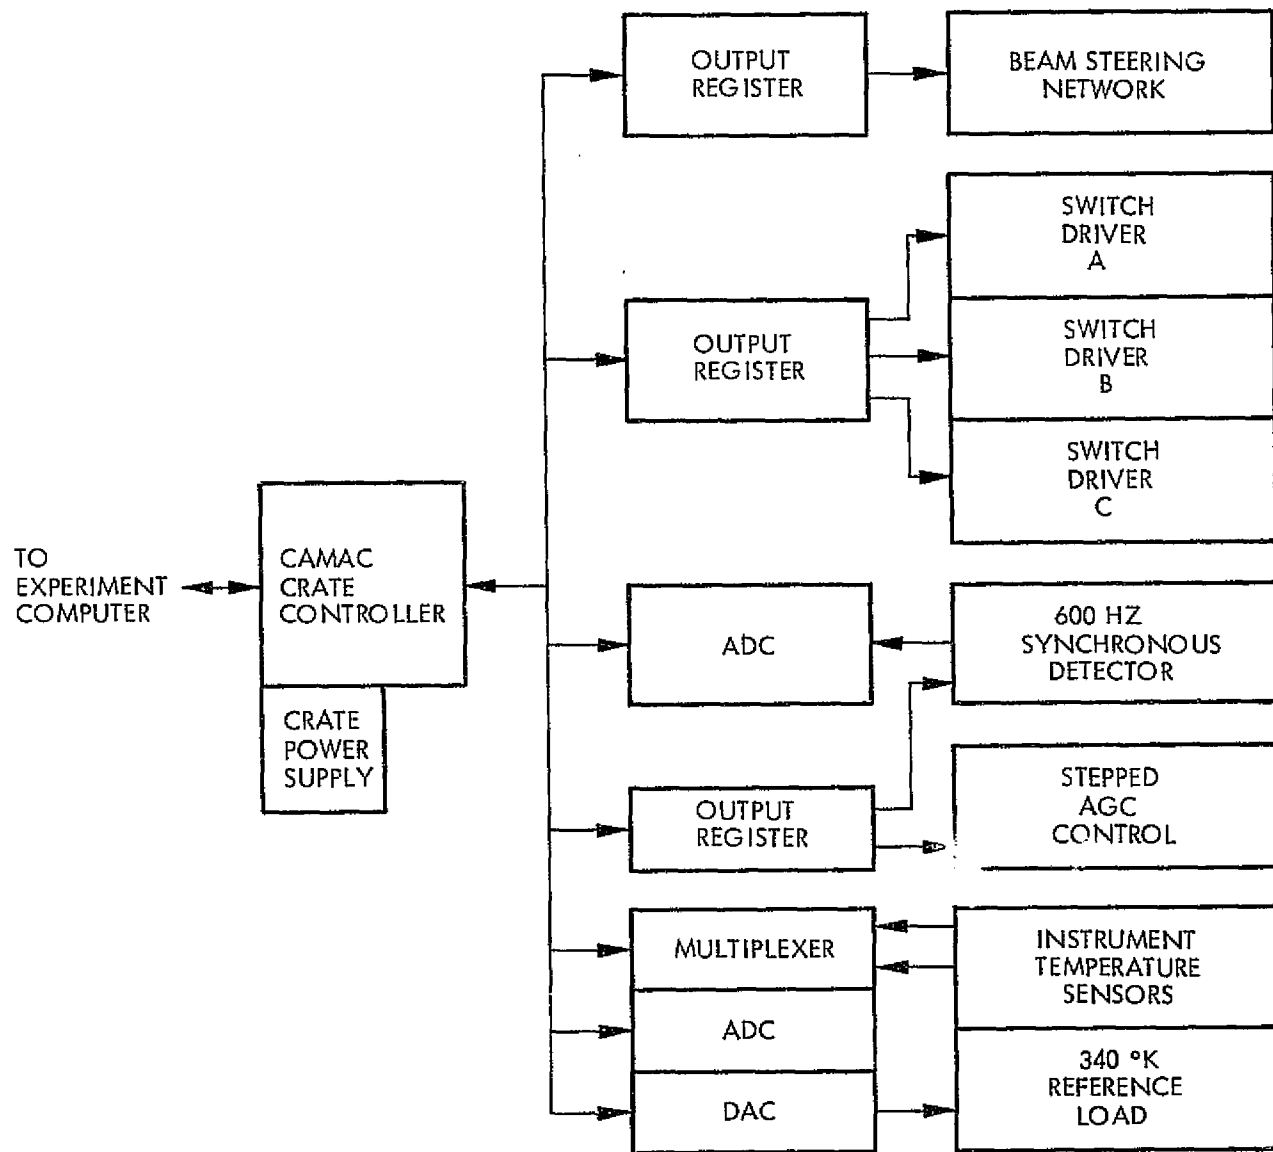 OUTPUT
REGISTER
BEAM STEERING
NETWORK
SWITCH
DRIVER
A
OUTPUT
REGISTER
SWITCH
DRIVER
B
SWITCH
DRIVER
C
TO
EXPERIMENT
COMPUTER
CAMAC
CRATE
CONTROLLER
CRATE
POWER
SUPPLY
ADC
600 HZ
SYNCHRONOUS
DETECTOR
OUTPUT
REGISTER
STEPPED
AGC
CONTROL
MULTIPLEXER
INSTRUMENT
TEMPERATURE
SENSORS
ADC
DAC
340 °K
REFERENCE
LOAD